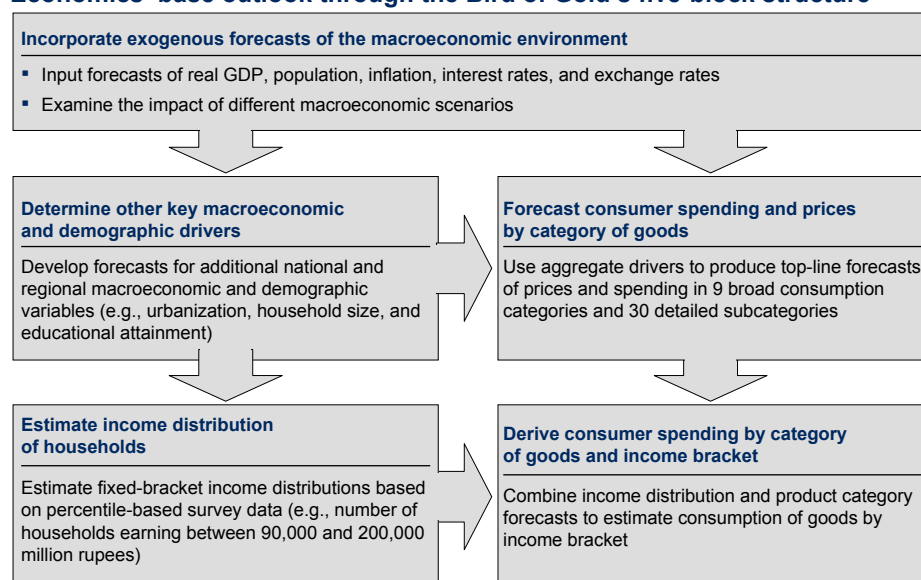 Economics' base outlook through the Bird of Gold's five-block structure
Incorporate exogenous forecasts of the macroeconomic environment
▪ Input forecasts of real GDP, population, inflation, interest rates, and exchange rates
▪ Examine the impact of different macroeconomic scenarios
Determine other key macroeconomic
and demographic drivers
Develop forecasts for additional national and
regional macroeconomic and demographic
variables (e.g., urbanization, household size, and
educational attainment)
Forecast consumer spending and prices
by category of goods
Use aggregate drivers to produce top-line forecasts
of prices and spending in 9 broad consumption
categories and 30 detailed subcategories
Estimate income distribution
of households
Estimate fixed-bracket income distributions based
on percentile-based survey data (e.g., number of
households earning between 90,000 and 200,000
million rupees)
Derive consumer spending by category
of goods and income bracket
Combine income distribution and product category
forecasts to estimate consumption of goods by
income bracket